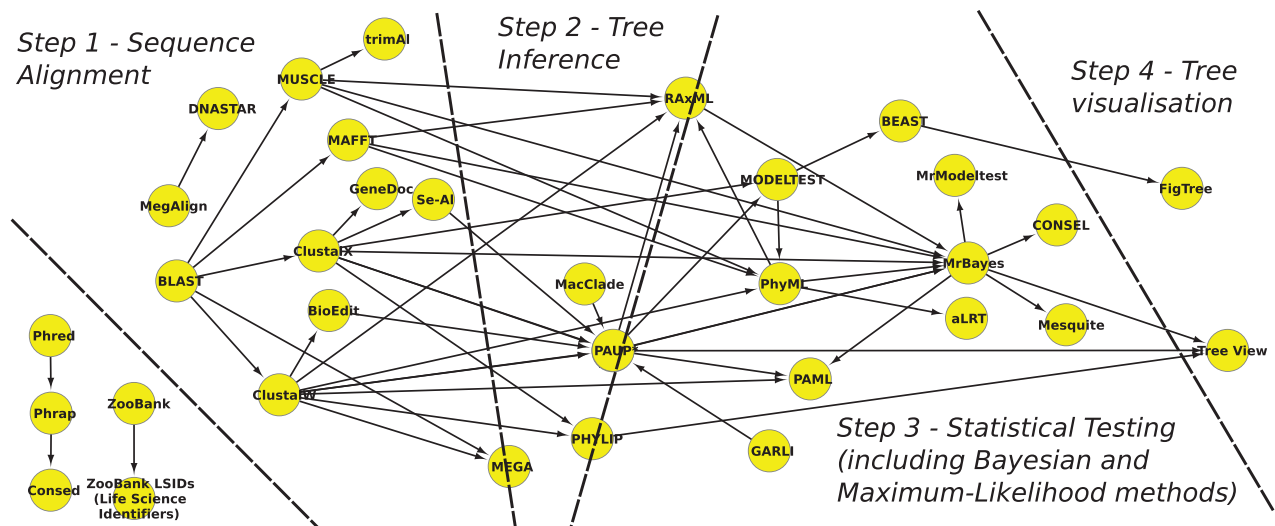 Step 1 - Sequence
Alignment
Step 2 - Tree
Inference
Step 4 - Tree
visualisation
trimAl
MUSCLE
DNASTAR
RAxML
BEAST
MAFFT
MrModeltest
MODELTEST
GeneDoc
Se-Al
FigTree
MegAlign
CONSEL
ClustalX
MrBayes
BLAST
MacClade
PhyML
BioEdit
aLRT
Mesquite
Phred
PAUP*
Tree View
PAML
ClustalW
ZooBank
Phrap
PHYLIP
GARLI
Step 3 - Statistical Testing
(including Bayesian and
Maximum-Likelihood methods)
MEGA
Consed
ZooBank LSIDs
(Life Science
Identifiers)